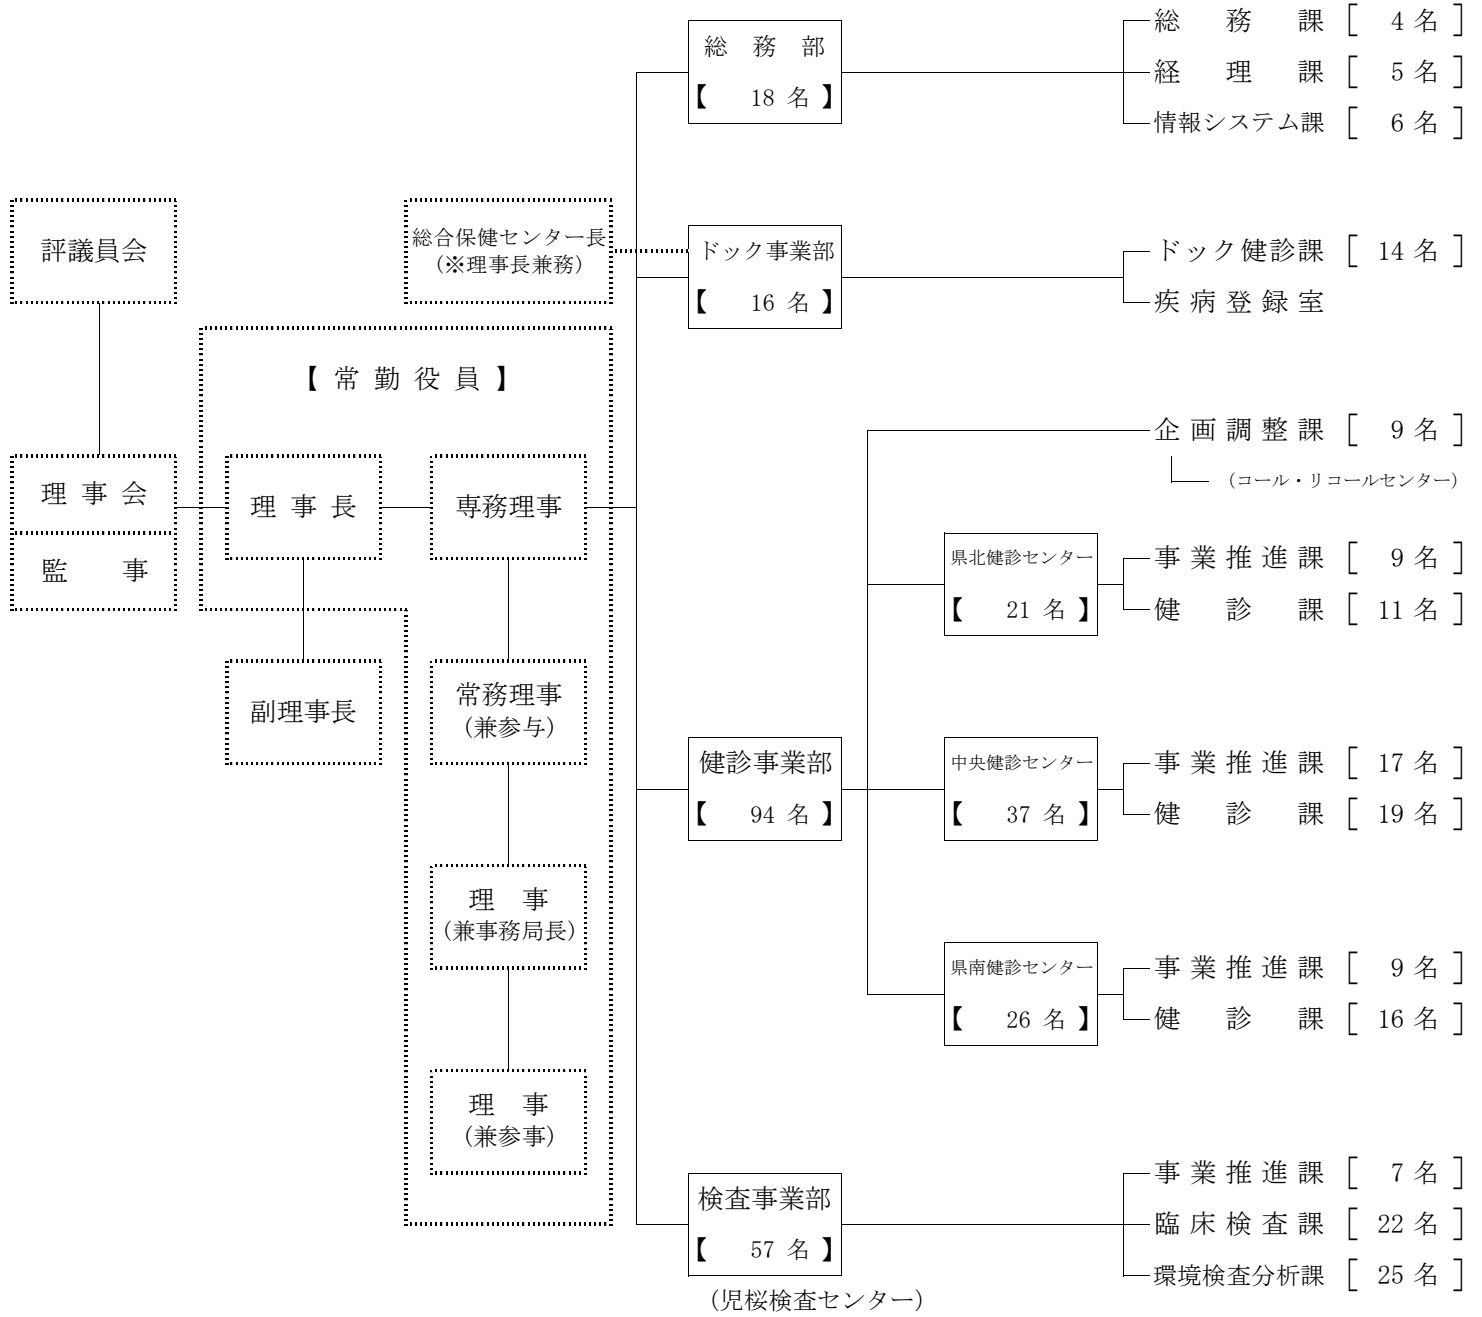 総務部
【 18 名 】
総務課 [ 4 名 ]
経理課 [ 5 名 ]
情報システム課 [ 6 名 ]
評議員会
総合保健センター長
(※理事長兼務)
ドック事業部
【 16 名 】
ドック健診課 [ 14 名 ]
疾病登録室
【 常 勤 役 員 】
理事会
監事
理事長
専務理事
副理事長
常務理事
(兼参与)
理事
(兼事務局長)
理事
(兼参事)
健診事業部
【 94 名 】
企画調整課 [ 9 名 ]
(コール・リコールセンター)
県北健診センター
【 21 名 】
事業推進課 [ 9 名 ]
健診課 [ 11 名 ]
中央健診センター
【 37 名 】
事業推進課 [ 17 名 ]
健診課 [ 19 名 ]
県南健診センター
【 26 名 】
事業推進課 [ 9 名 ]
健診課 [ 16 名 ]
検査事業部
【 57 名 】
(児桜検査センター)
事業推進課 [ 7 名 ]
臨床検査課 [ 22 名 ]
環境検査分析課 [ 25 名 ]